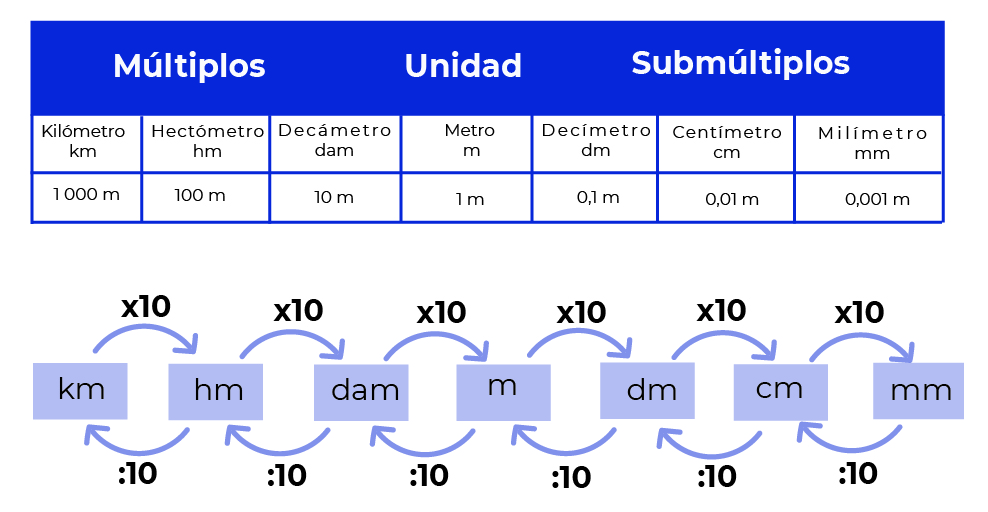 Múltiplos Unidad Submúltiplos
Kilómetro Hectómetro Decámetro Metro Decímetro Centímetro Milímetro
km hm dam m dm cm mm
1 000 m 100 m 10 m 1 m 0,1 m 0,01 m 0,001 m
x10 x10 x10 x10 x10 x10
km hm dam m dm cm mm
:10 :10 :10 :10 :10 :10